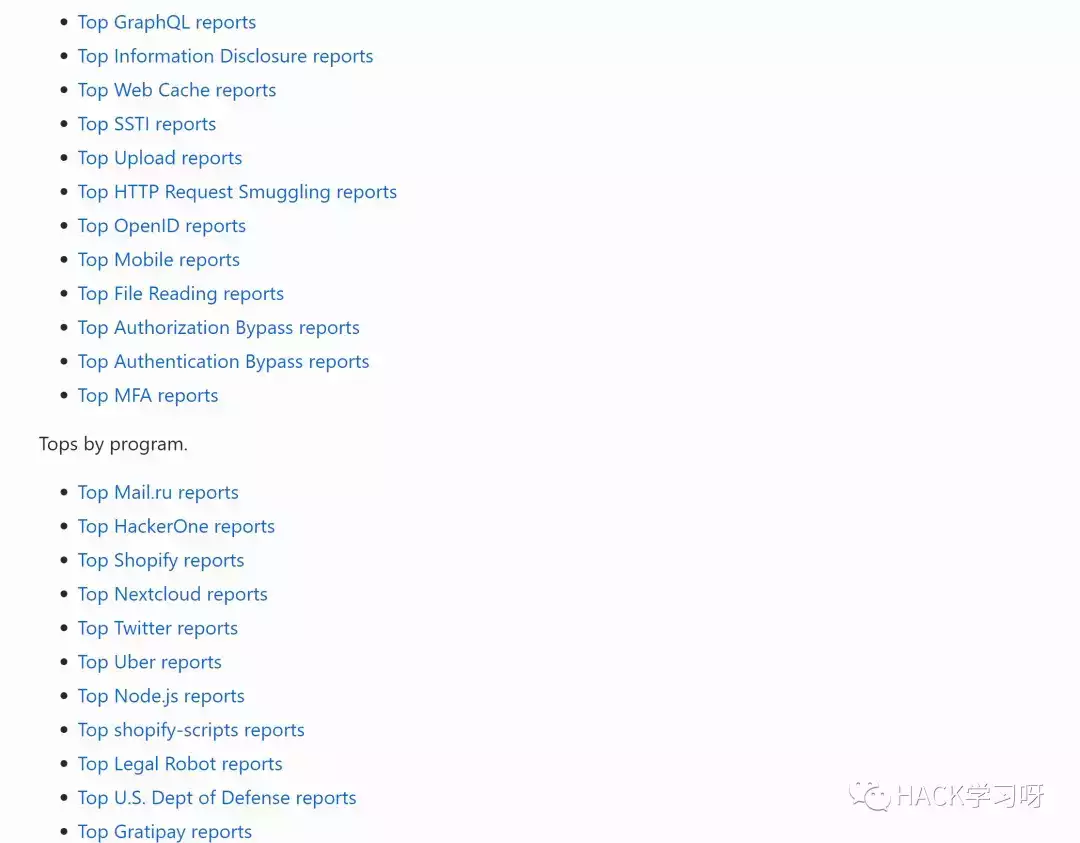 Top GraphQL reports
Top Information Disclosure reports
Top Web Cache reports
Top SSTI reports
Top Upload reports
Top HTTP Request Smuggling reports
Top OpenID reports
Top Mobile reports
Top File Reading reports
Top Authorization Bypass reports
Top Authentication Bypass reports
Top MFA reports
Tops by program.
Top Mail.ru reports
Top HackerOne reports
Top Shopify reports
Top Nextcloud reports
Top Twitter reports
Top Uber reports
Top Node.js reports
Top shopify-scripts reports
Top Legal Robot reports
Top U.S. Dept of Defense reports
Top Gratipay reports
HACK学习呀